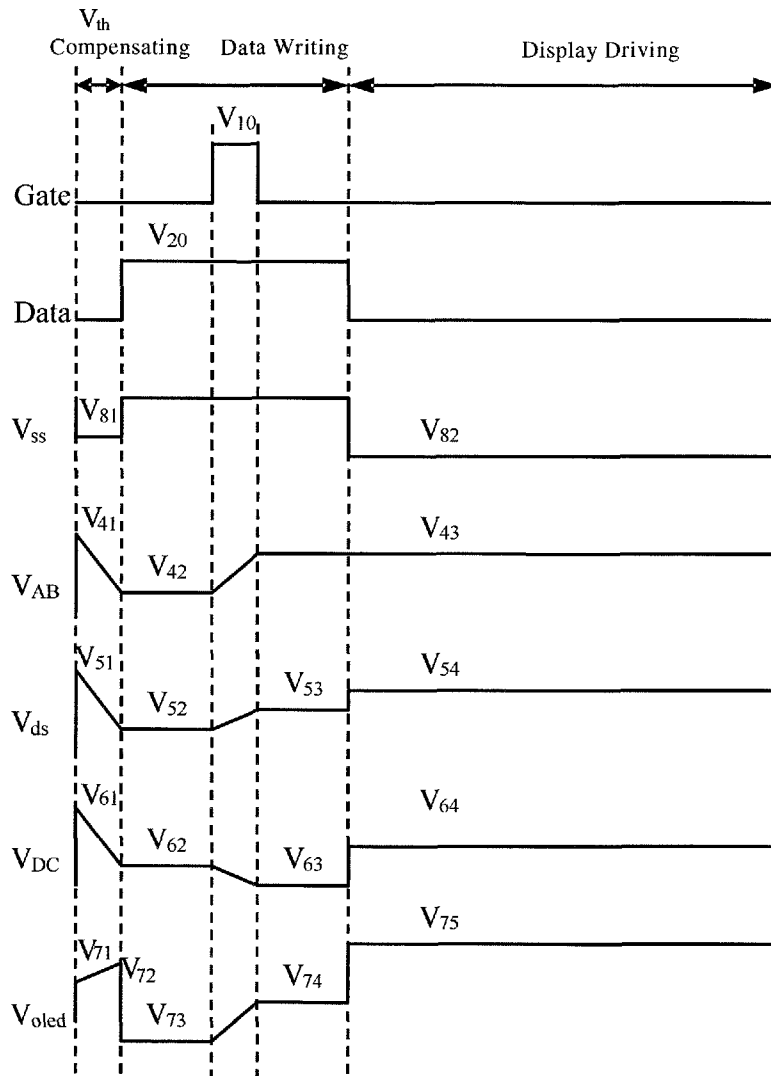 Vth
Compensating Data Writing Display Driving
V10
Gate
V20
Data
V81
Vss V82
V41 V43
V42
VAB
V51 V54
V52 V53
Vds
V61 V64
V62 V63
VDC
V75
V71 V72 V74
Voled V73